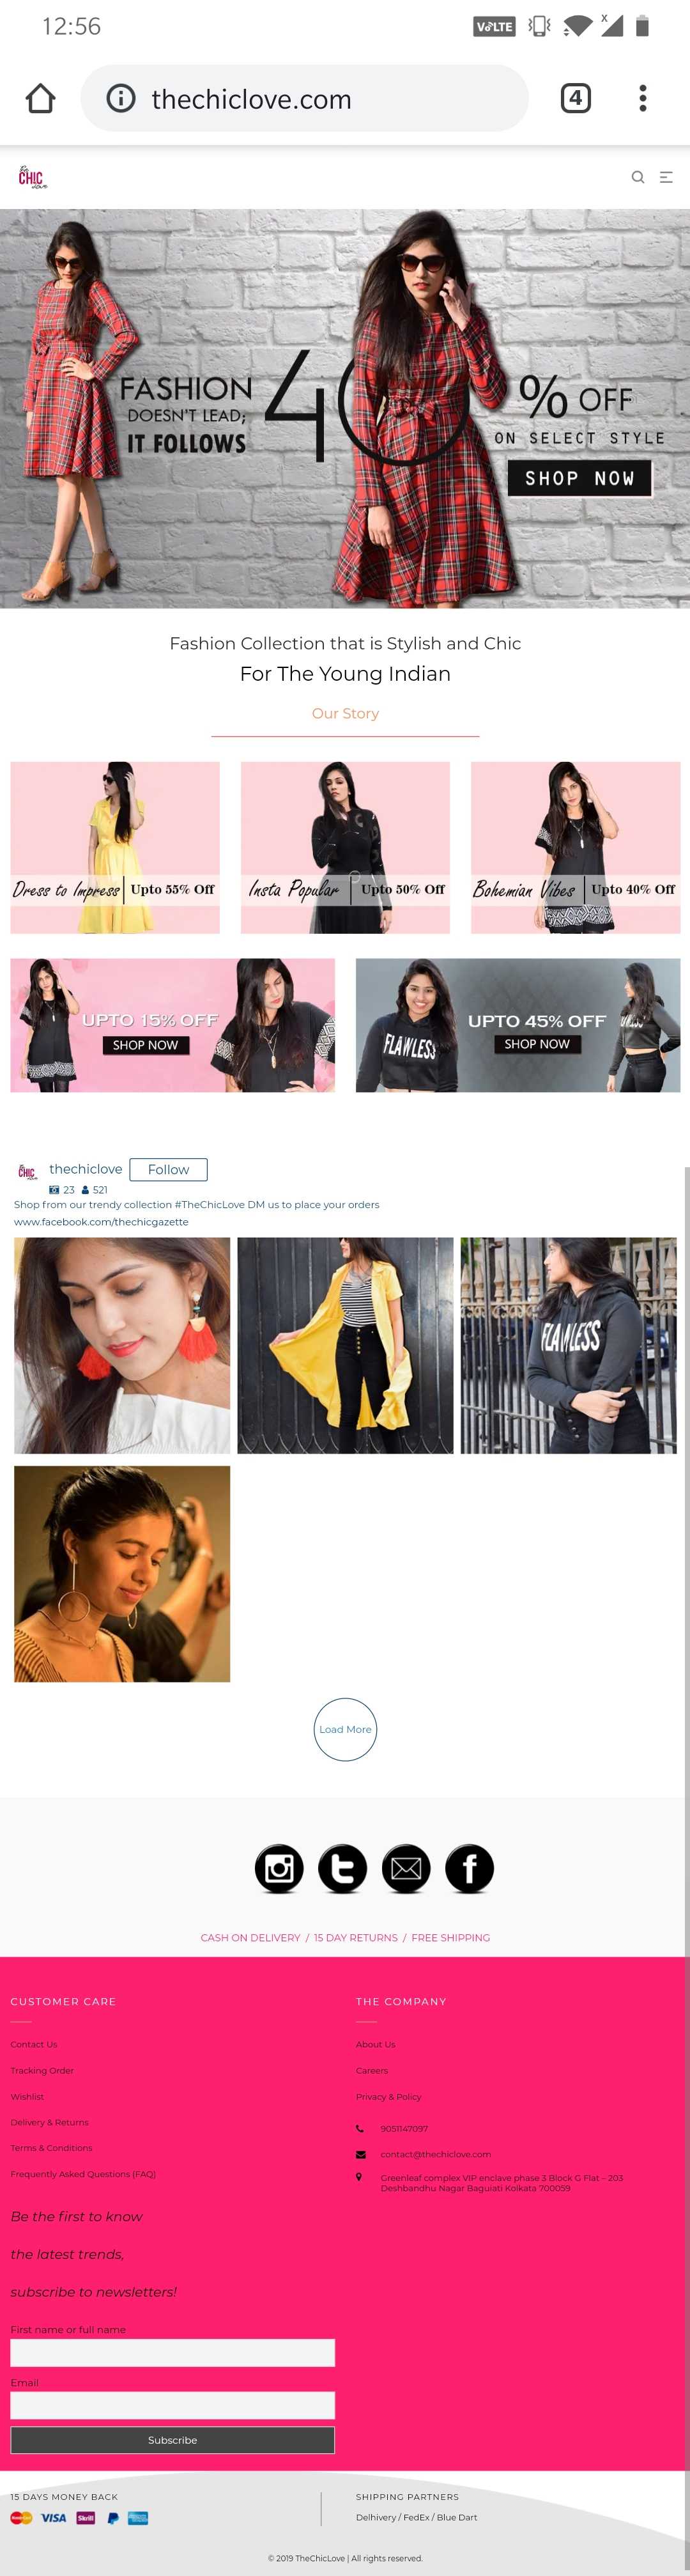 12:56
VoLTE
X
thechiclove.com
4
the
CHIC
Love
FASHION
DOESN'T LEAD;
IT FOLLOWS
40 % OFF
ON SELECT STYLE
SHOP NOW
Fashion Collection that is Stylish and Chic
For The Young Indian
Our Story
Dress to Impress | Upto 55% Off
Insta Popular | Upto 50% Off
Bohemian Vibes | Upto 40% Off
UPTO 15% OFF
SHOP NOW
FLAWLESS
UPTO 45% OFF
SHOP NOW
CHIC
thechiclove
Follow
23 521
Shop from our trendy collection #TheChicLove DM us to place your orders
www.facebook.com/thechicgazette
FLAWLESS
Load More
CASH ON DELIVERY / 15 DAY RETURNS / FREE SHIPPING
CUSTOMER CARE
Contact Us
Tracking Order
Wishlist
Delivery & Returns
Terms & Conditions
Frequently Asked Questions (FAQ)
THE COMPANY
About Us
Careers
Privacy & Policy
9051147097
contact@thechiclove.com
Greenleaf complex VIP enclave phase 3 Block G Flat - 203
Deshbandhu Nagar Baguiati Kolkata 700059
Be the first to know
the latest trends,
subscribe to newsletters!
First name or full name
Email
Subscribe
15 DAYS MONEY BACK
VISA
Skrill
SHIPPING PARTNERS
Delhivery / FedEx / Blue Dart
© 2019 TheChicLove | All rights reserved.